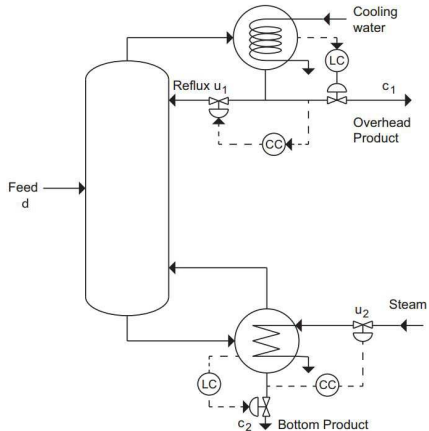 Cooling
water
LC
Reflux u1
c1
CC
Overhead
Product
Feed
d
u2
Steam
LC
CC
c2
Bottom Product